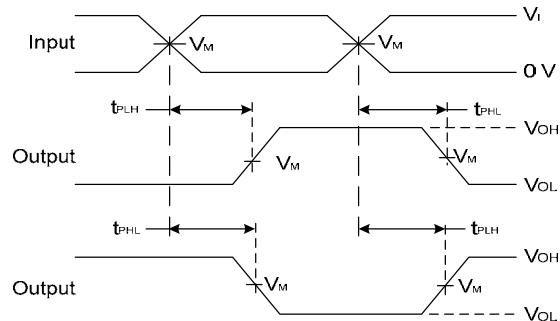 VI
Input
VM
VM
0 V
tPLH
tPHL
VOH
Output
VM
VM
VOL
tPHL
tPLH
VOH
Output
VM
VM
VOL